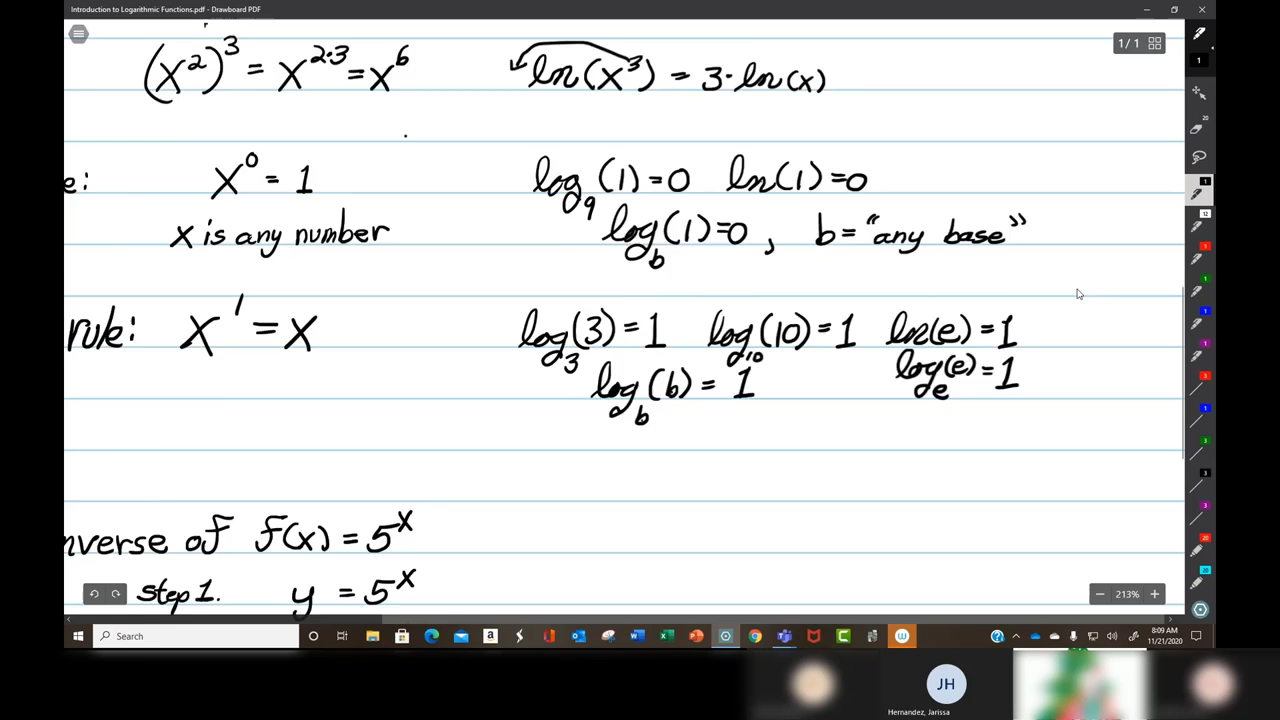 Introduction to Logarithmic Functions.pdf - Drawboard PDF
1 / 1
(x²)³ = x^2·3 = x⁶ ln(x³) = 3·ln(x)
e: x⁰ = 1 log₉(1)=0 ln(1)=0
x is any number log_b(1)=0, b = "any base"
rule: x¹ = x log₃(3) = 1 log₁₀(10) = 1 ln(e) = 1
log_b(b) = 1 log_e(e) = 1
nverse of f(x) = 5^x
step 1. y = 5^x
213%
Search
8:09 AM
11/21/2020
JH
Hernandez, Jarissa